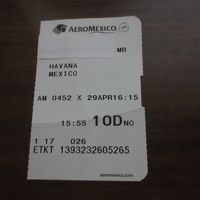 AEROMEXICO
MR
HAVANA
MEXICO
AM 0452 X 29APR16:15
15:55 10D NO
1 17 026
ETKT 1393232605265
aeromexico.com